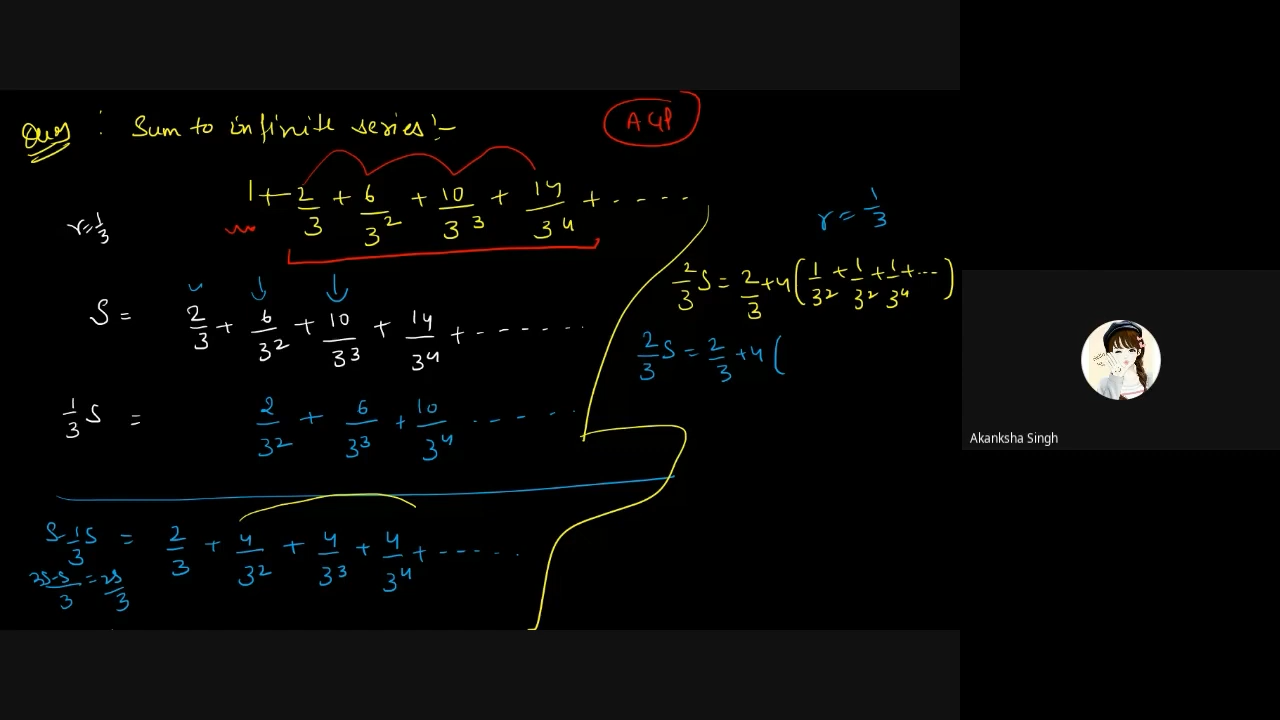 Ques : Sum to infinite series:-
AGP
1 + 2/3 + 6/3² + 10/3³ + 14/3⁴ + ......
r=1/3
S = 2/3 + 6/3² + 10/3³ + 14/3⁴ + -------
1/3 S = 2/3² + 6/3³ + 10/3⁴ ------
S-1/3 S = 2/3 + 4/3² + 4/3³ + 4/3⁴ + ------
3S-S/3 = 2S/3
r = 1/3
2/3 S = 2/3 + 4(1/3² + 1/3² + 1/3⁴ + ...)
2/3 S = 2/3 + 4(
Akanksha Singh